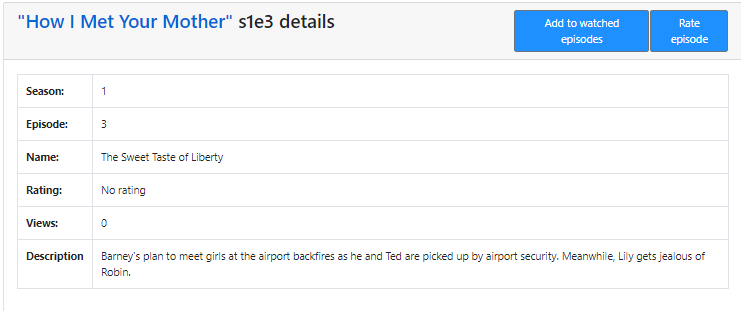 "How I Met Your Mother" s1e3 details
Add to watched
episodes
Rate
episode
Season: 1
Episode: 3
Name: The Sweet Taste of Liberty
Rating: No rating
Views: 0
Description Barney's plan to meet girls at the airport backfires as he and Ted are picked up by airport security. Meanwhile, Lily gets jealous of
Robin.